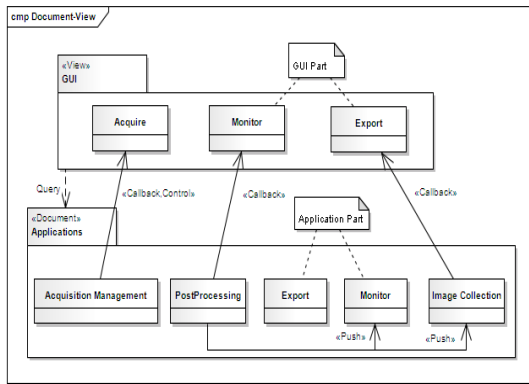 cmp Document-View
«View»
GUI
GUI Part
Acquire
Monitor
Export
Query
«Callback,Control»
«Callback»
«Callback»
«Document»
Applications
Application Part
Acquisition Management
PostProcessing
Export
Monitor
Image Collection
«Push»
«Push»